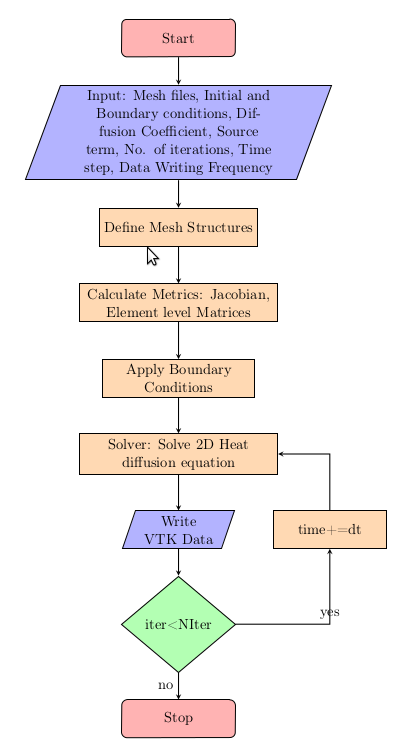 Start
Input: Mesh files, Initial and
Boundary conditions, Dif-
fusion Coefficient, Source
term, No. of iterations, Time
step, Data Writing Frequency
Define Mesh Structures
Calculate Metrics: Jacobian,
Element level Matrices
Apply Boundary
Conditions
Solver: Solve 2D Heat
diffusion equation
Write
VTK Data
time+=dt
iter<NIter
yes
no
Stop